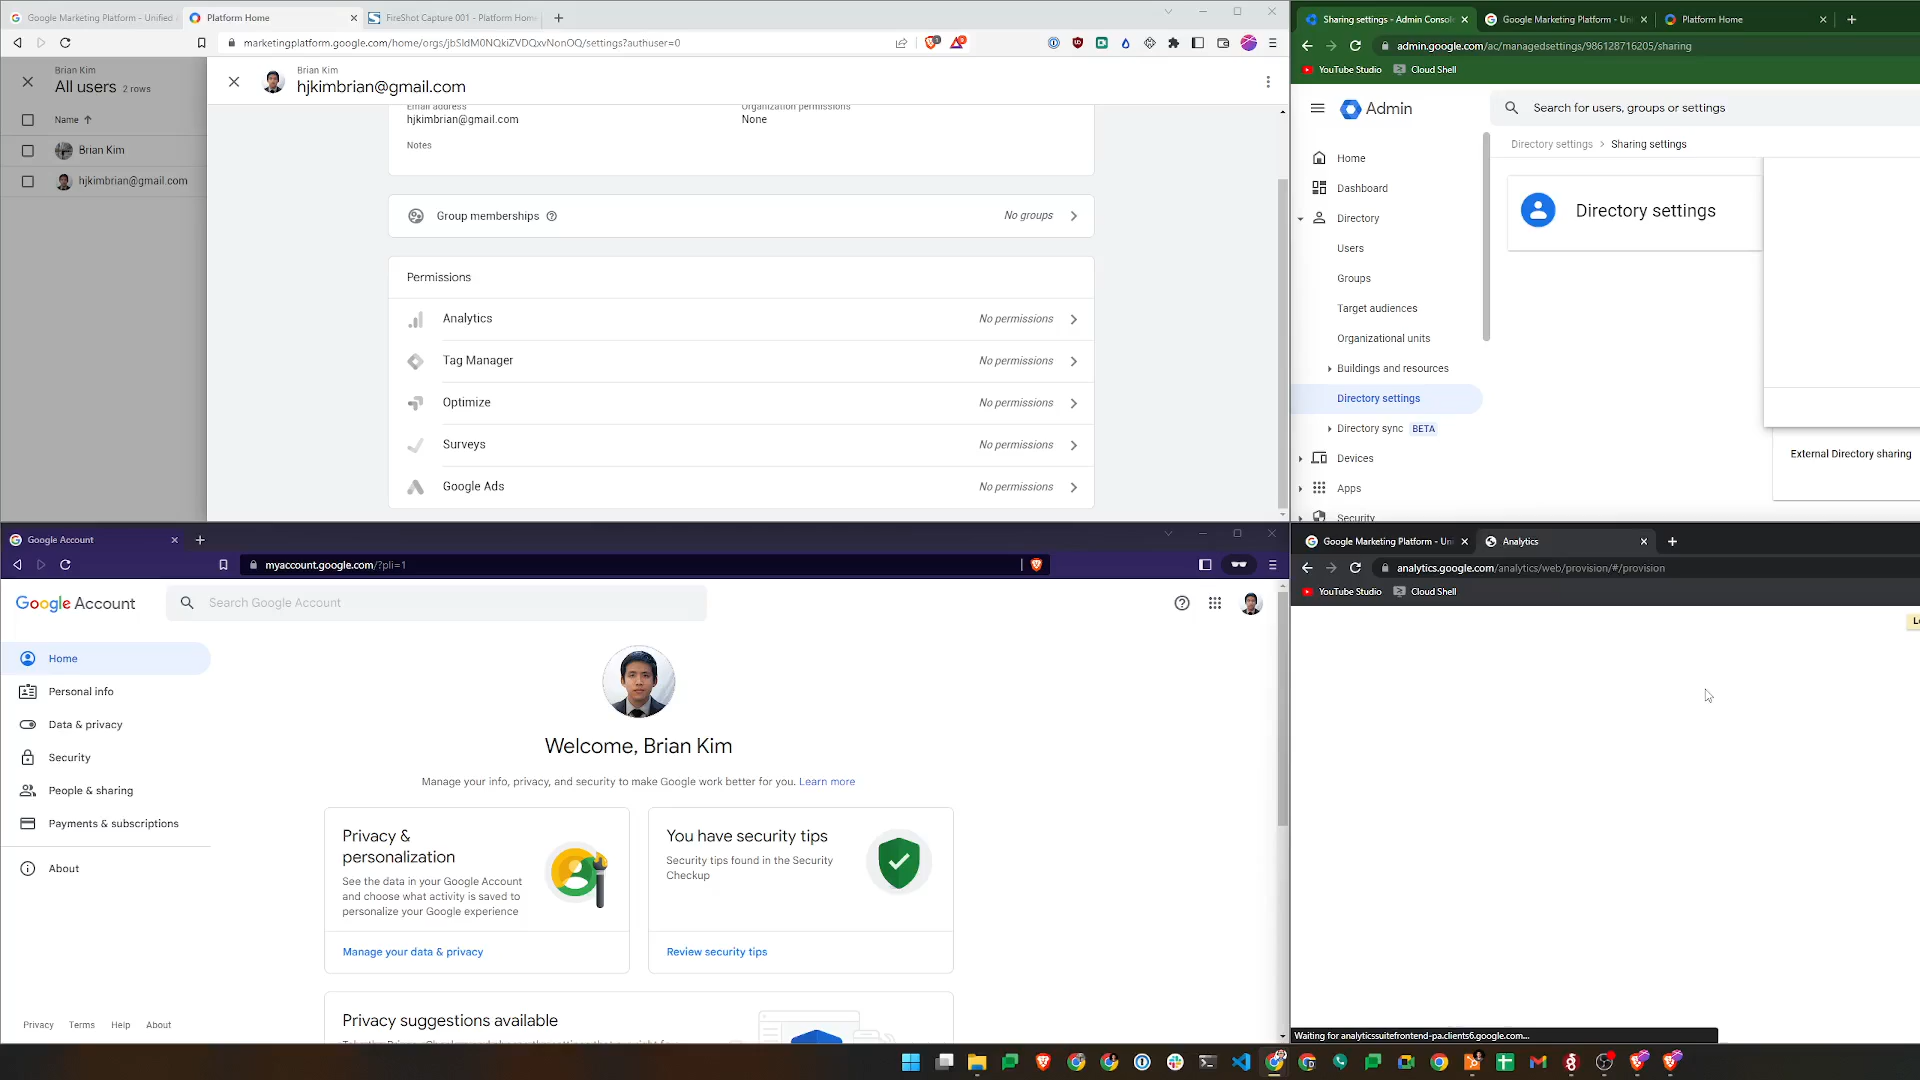 Google Marketing Platform - Unified
Platform Home
FireShot Capture 001 - Platform Home
marketingplatform.google.com/home/orgs/jbSldM0NQkiZVDQxvNonOQ/settings?authuser=0
Brian Kim
All users 2 rows
Name
Brian Kim
hjkimbrian@gmail.com
Brian Kim
hjkimbrian@gmail.com
Email address
Organization permissions
hjkimbrian@gmail.com
None
Notes
Group memberships
No groups
Permissions
Analytics
No permissions
Tag Manager
No permissions
Optimize
No permissions
Surveys
No permissions
Google Ads
No permissions
Sharing settings - Admin Console
Google Marketing Platform - Uni
Platform Home
admin.google.com/ac/managedsettings/986128716205/sharing
YouTube Studio
Cloud Shell
Admin
Search for users, groups or settings
Directory settings
Sharing settings
Home
Dashboard
Directory
Users
Groups
Target audiences
Organizational units
Buildings and resources
Directory settings
Directory sync BETA
Devices
Apps
Security
Directory settings
External Directory sharing
Google Account
myaccount.google.com/?pli=1
Google Account
Search Google Account
Home
Personal info
Data & privacy
Security
People & sharing
Payments & subscriptions
About
Welcome, Brian Kim
Manage your info, privacy, and security to make Google work better for you. Learn more
Privacy &
personalization
See the data in your Google Account
and choose what activity is saved to
personalize your Google experience
Manage your data & privacy
You have security tips
Security tips found in the Security
Checkup
Review security tips
Privacy suggestions available
Privacy
Terms
Help
About
Google Marketing Platform - Uni
Analytics
analytics.google.com/analytics/web/provision/#/provision
YouTube Studio
Cloud Shell
Waiting for analyticssuitefrontend-pa.clients6.google.com...